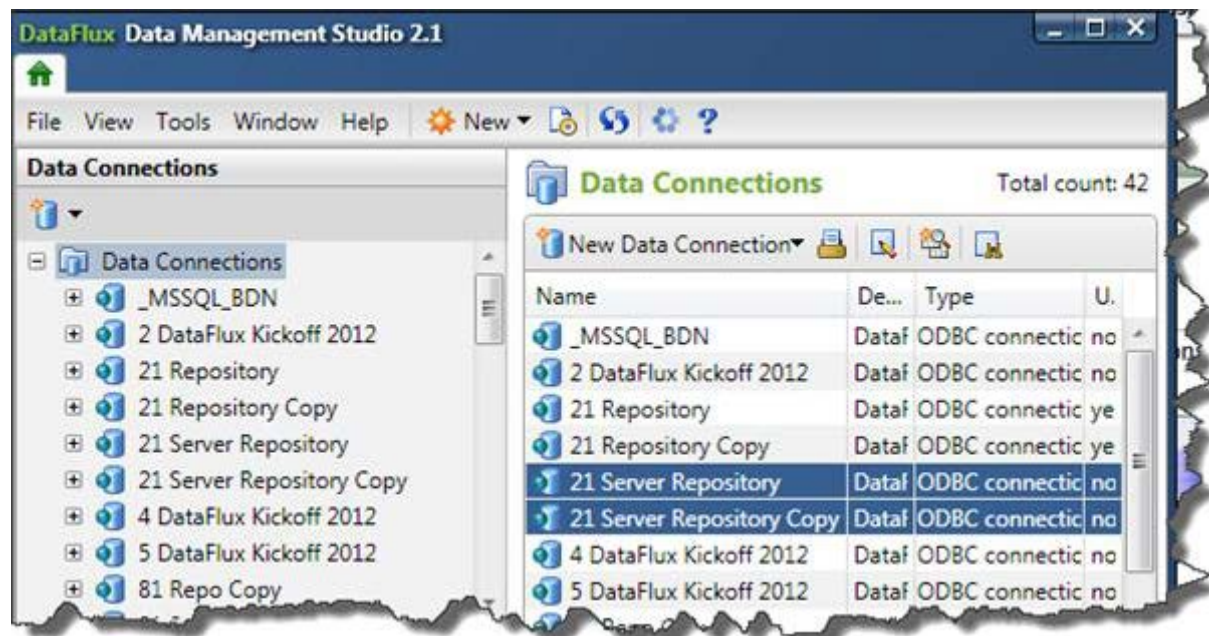 DataFlux Data Management Studio 2.1
File View Tools Window Help New
Data Connections
Data Connections
_MSSQL_BDN
2 DataFlux Kickoff 2012
21 Repository
21 Repository Copy
21 Server Repository
21 Server Repository Copy
4 DataFlux Kickoff 2012
5 DataFlux Kickoff 2012
81 Repo Copy
Data Connections Total count: 42
New Data Connection
Name De... Type U.
_MSSQL_BDN DataF ODBC connectic no
2 DataFlux Kickoff 2012 DataF ODBC connectic no
21 Repository DataF ODBC connectic ye
21 Repository Copy DataF ODBC connectic ye
21 Server Repository DataF ODBC connectic no
21 Server Repository Copy DataF ODBC connectic no
4 DataFlux Kickoff 2012 DataF ODBC connectic no
5 DataFlux Kickoff 2012 DataF ODBC connectic no